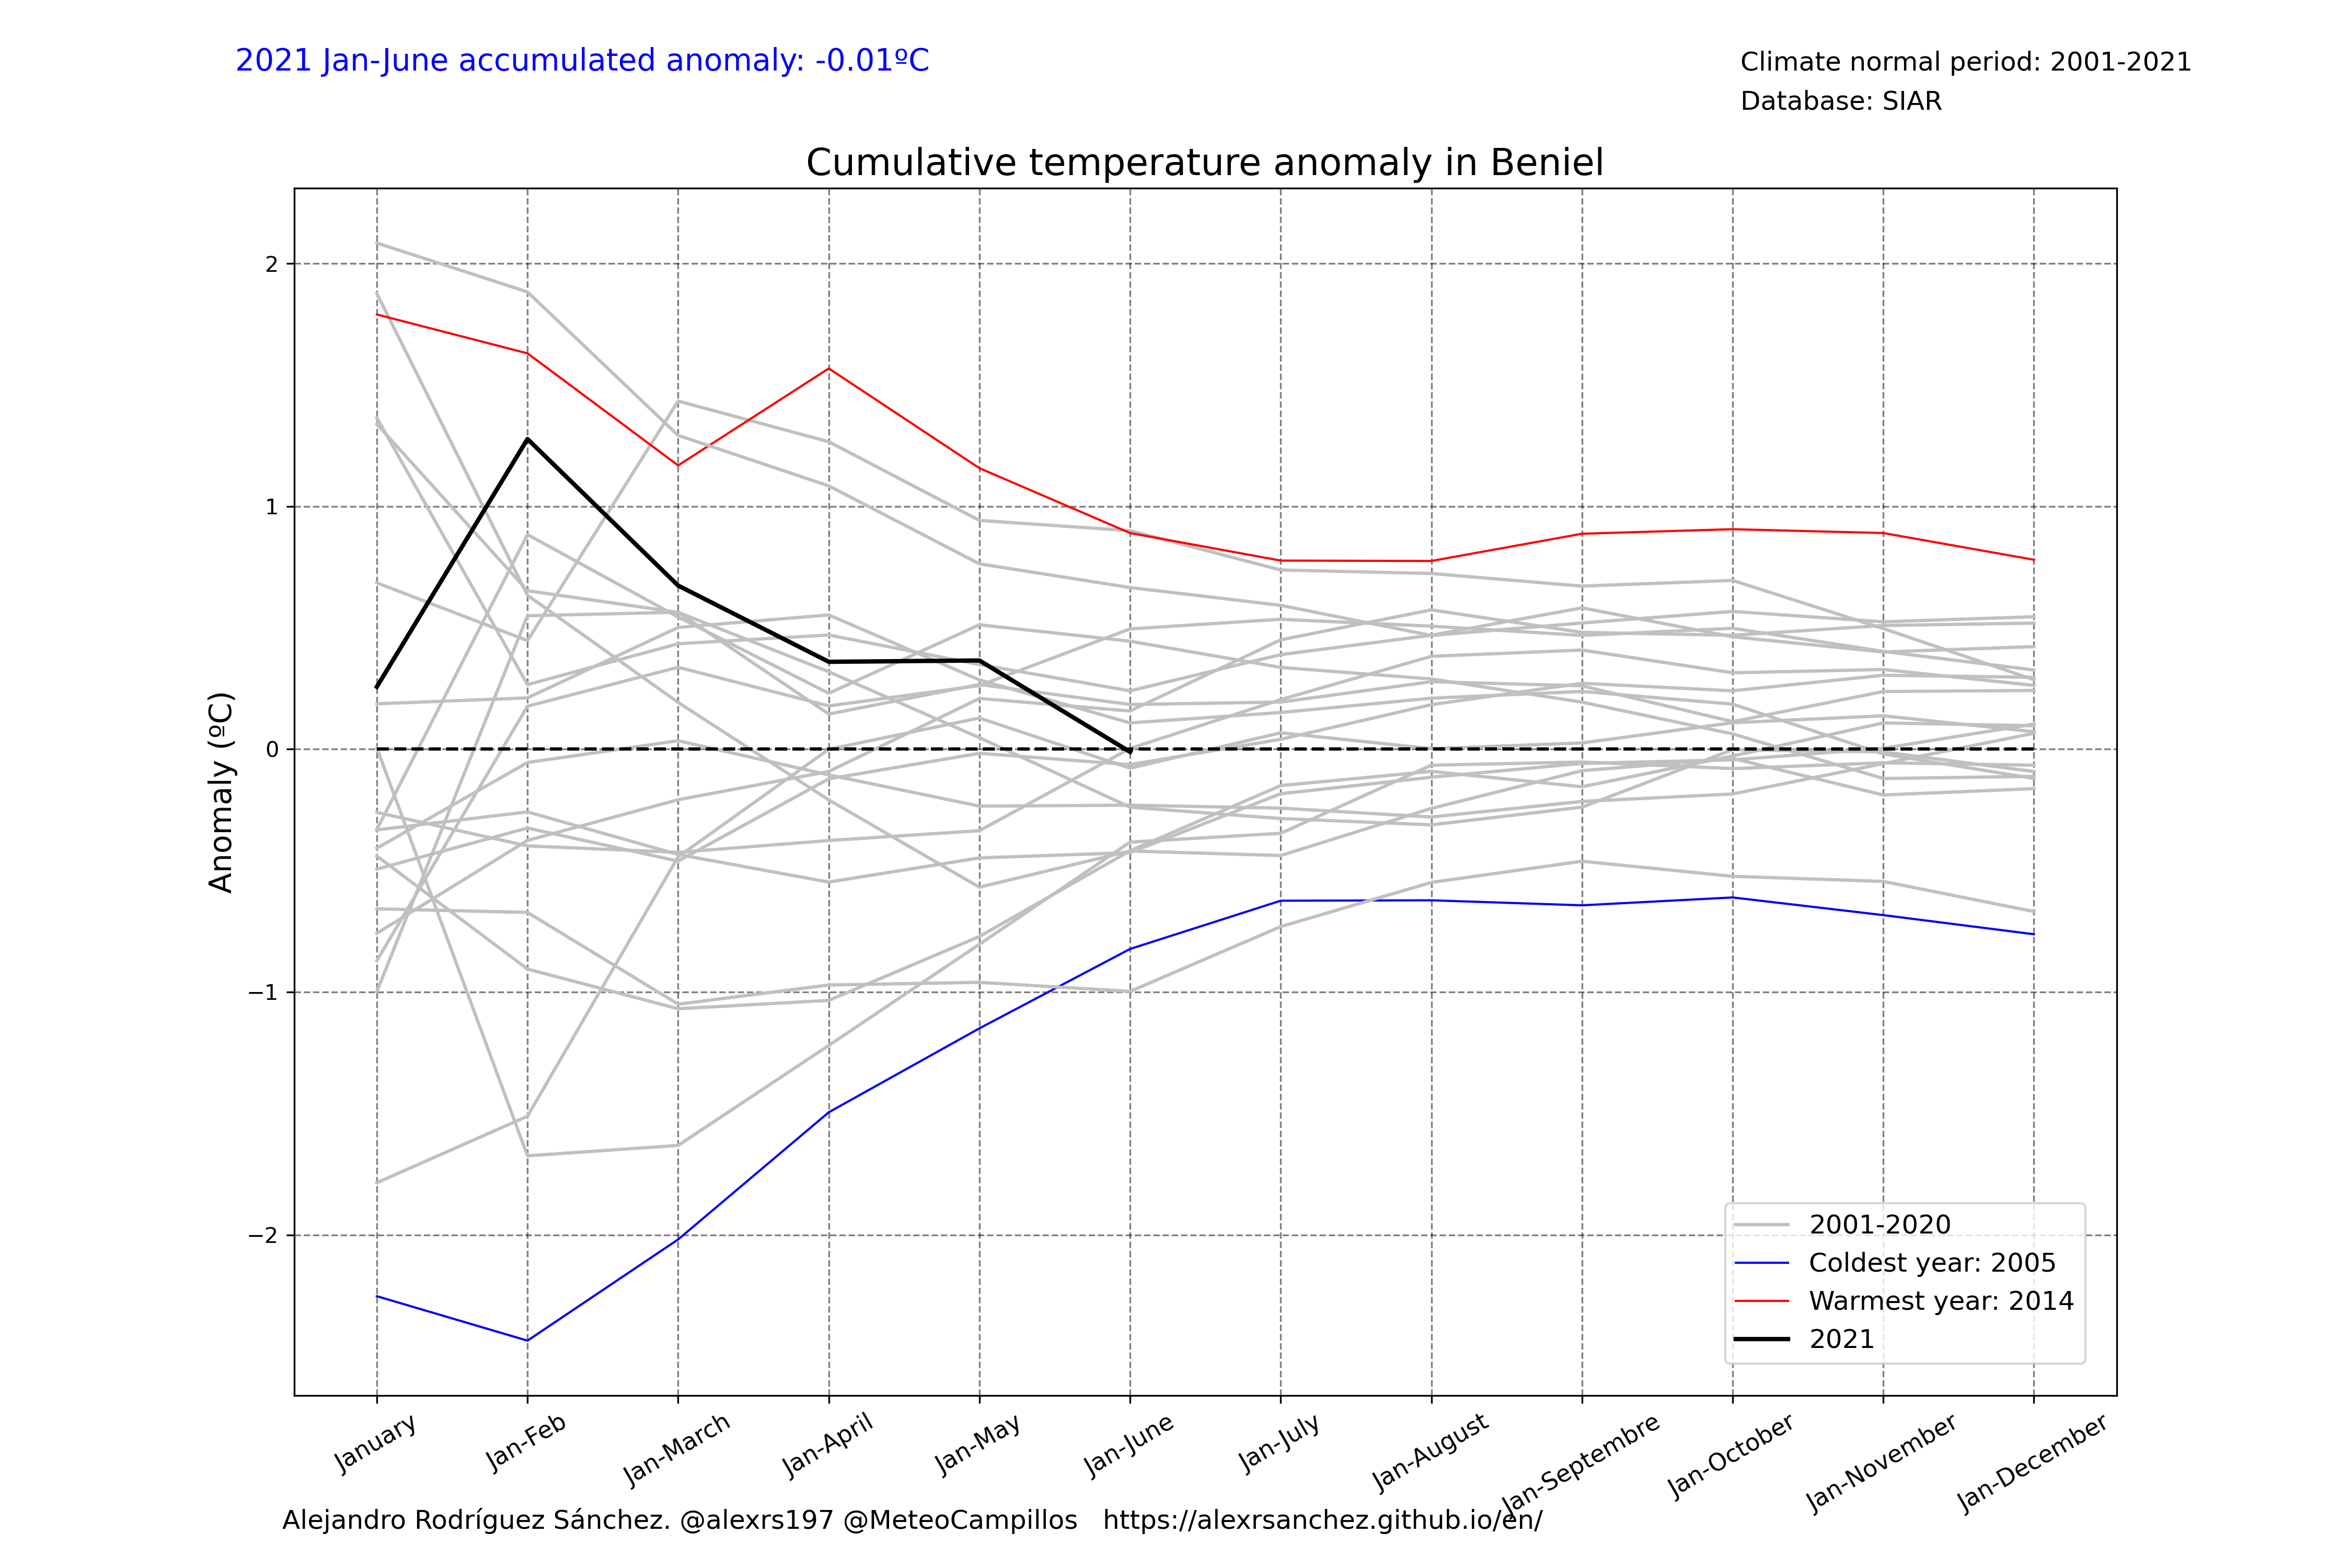 2021 Jan-June accumulated anomaly: -0.01ºC
Climate normal period: 2001-2021
Database: SIAR
Cumulative temperature anomaly in Beniel
Anomaly (ºC)
2
1
0
−1
−2
2001-2020
Coldest year: 2005
Warmest year: 2014
2021
January
Jan-Feb
Jan-March
Jan-April
Jan-May
Jan-June
Jan-July
Jan-August
Jan-Septembre
Jan-October
Jan-November
Jan-December
Alejandro Rodríguez Sánchez. @alexrs197 @MeteoCampillos   https://alexrsanchez.github.io/en/